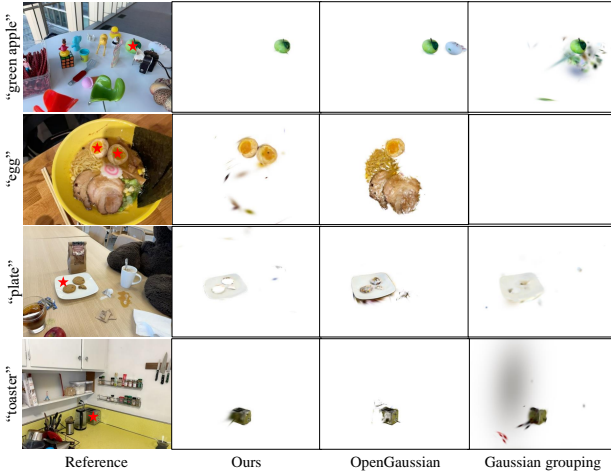 “green apple”
“egg”
“plate”
“toaster”
Reference Ours OpenGaussian Gaussian grouping